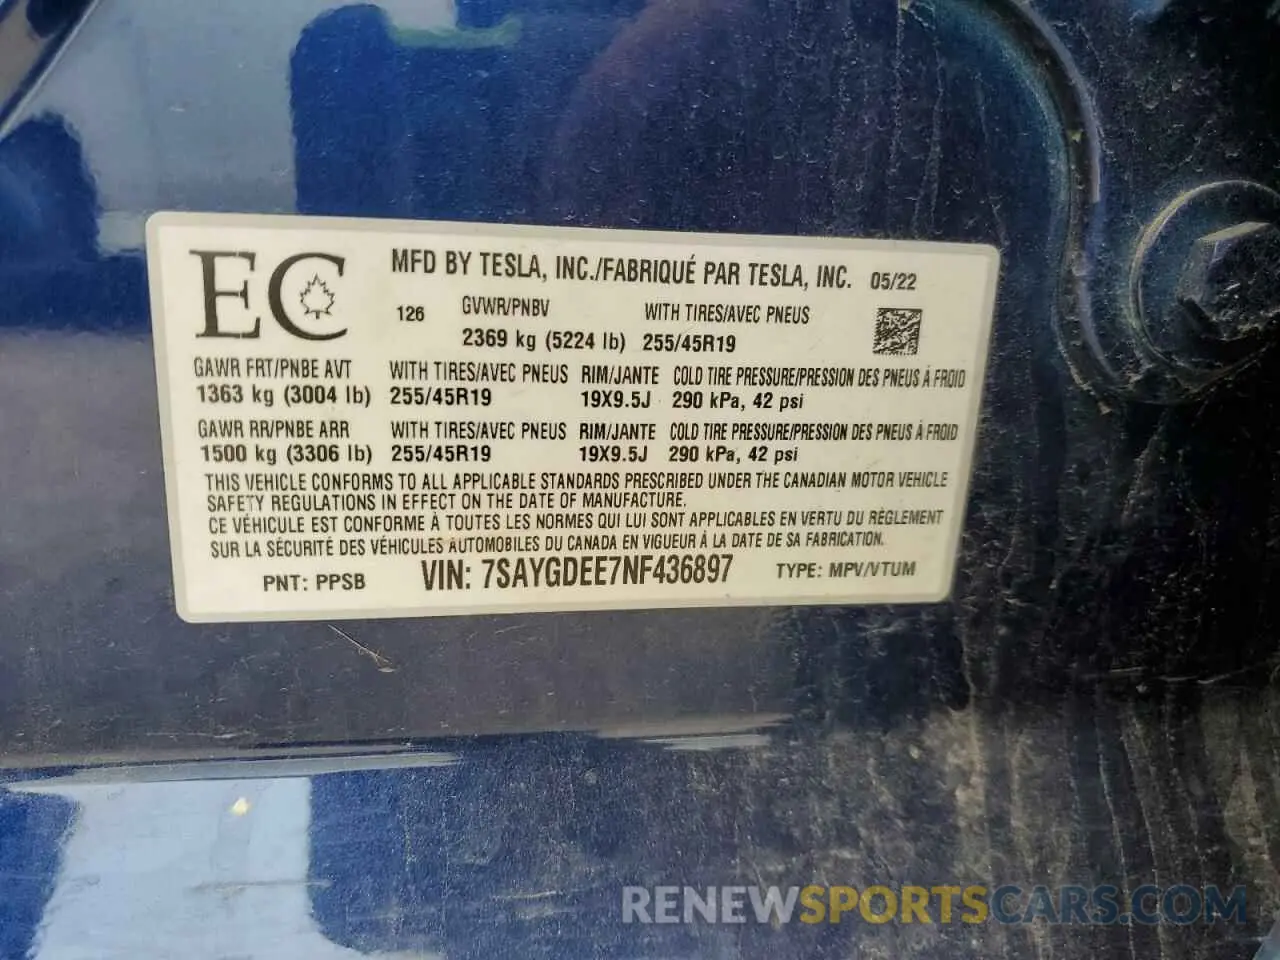 EC
MFD BY TESLA, INC./FABRIQUÉ PAR TESLA, INC. 05/22
126 GVWR/PNBV WITH TIRES/AVEC PNEUS
2369 kg (5224 lb) 255/45R19
GAWR FRT/PNBE AVT WITH TIRES/AVEC PNEUS RIM/JANTE COLD TIRE PRESSURE/PRESSION DES PNEUS À FROID
1363 kg (3004 lb) 255/45R19 19X9.5J 290 kPa, 42 psi
GAWR RR/PNBE ARR WITH TIRES/AVEC PNEUS RIM/JANTE COLD TIRE PRESSURE/PRESSION DES PNEUS À FROID
1500 kg (3306 lb) 255/45R19 19X9.5J 290 kPa, 42 psi
THIS VEHICLE CONFORMS TO ALL APPLICABLE STANDARDS PRESCRIBED UNDER THE CANADIAN MOTOR VEHICLE
SAFETY REGULATIONS IN EFFECT ON THE DATE OF MANUFACTURE.
CE VÉHICULE EST CONFORME À TOUTES LES NORMES QUI LUI SONT APPLICABLES EN VERTU DU RÈGLEMENT
SUR LA SÉCURITÉ DES VÉHICULES AUTOMOBILES DU CANADA EN VIGUEUR À LA DATE DE SA FABRICATION.
PNT: PPSB VIN: 7SAYGDEE7NF436897 TYPE: MPV/VTUM
RENEWSPORTSCARS.COM